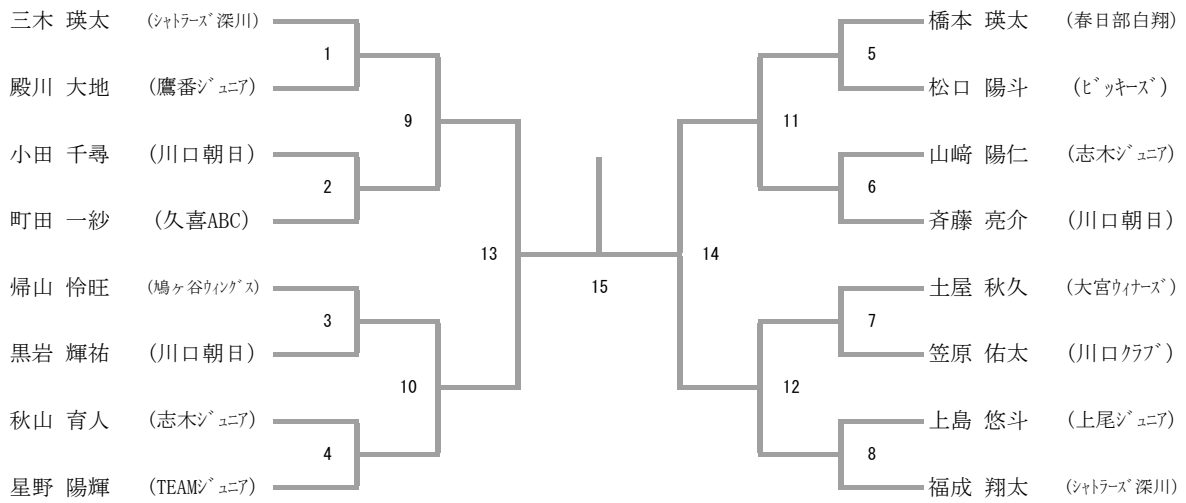 三木 瑛太 (ｼｬﾄﾗｰｽﾞ深川)
1
殿川 大地 (鷹番ｼﾞｭﾆｱ)
9
小田 千尋 (川口朝日)
2
町田 一紗 (久喜ABC)
13
帰山 怜旺 (鳩ヶ谷ｳｨﾝｸﾞｽ)
3
黒岩 輝祐 (川口朝日)
10
秋山 育人 (志木ｼﾞｭﾆｱ)
4
星野 陽輝 (TEAMｼﾞｭﾆｱ)
15
橋本 瑛太 (春日部白翔)
5
松口 陽斗 (ﾋﾞｯｷｰｽﾞ)
11
山﨑 陽仁 (志木ｼﾞｭﾆｱ)
6
斉藤 亮介 (川口朝日)
14
土屋 秋久 (大宮ｳｨﾅｰｽﾞ)
7
笠原 佑太 (川口ｸﾗﾌﾞ)
12
上島 悠斗 (上尾ｼﾞｭﾆｱ)
8
福成 翔太 (ｼｬﾄﾗｰｽﾞ深川)